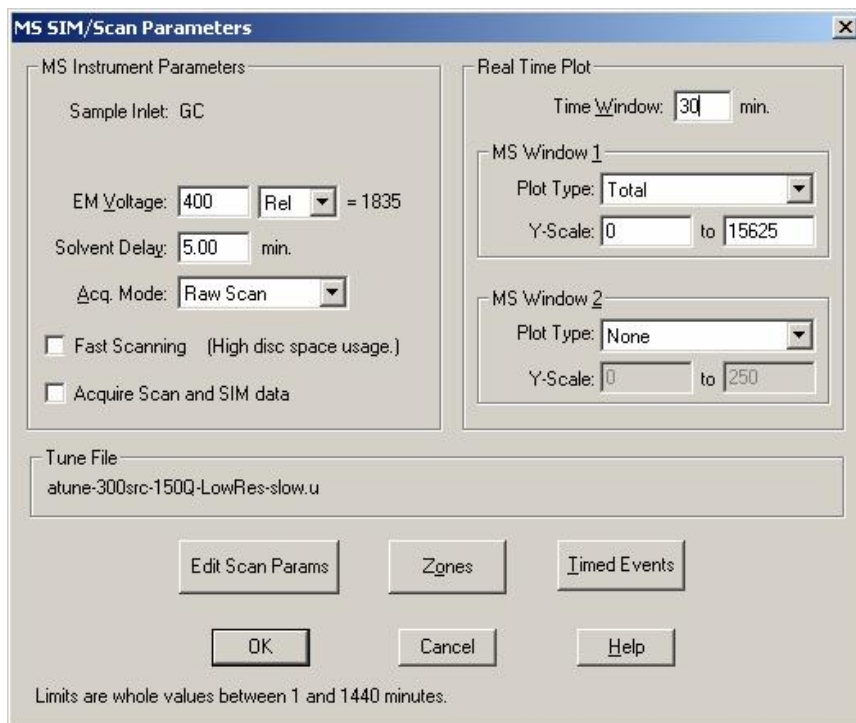 MS SIM/Scan Parameters
MS Instrument Parameters
Sample Inlet: GC
EM Voltage: 400 Rel = 1835
Solvent Delay: 5.00 min.
Acq. Mode: Raw Scan
Fast Scanning (High disc space usage.)
Acquire Scan and SIM data
Real Time Plot
Time Window: 30 min.
MS Window 1
Plot Type: Total
Y-Scale: 0 to 15625
MS Window 2
Plot Type: None
Y-Scale: 0 to 250
Tune File
atune-300src-150Q-LowRes-slow.u
Edit Scan Params Zones Timed Events
OK Cancel Help
Limits are whole values between 1 and 1440 minutes.